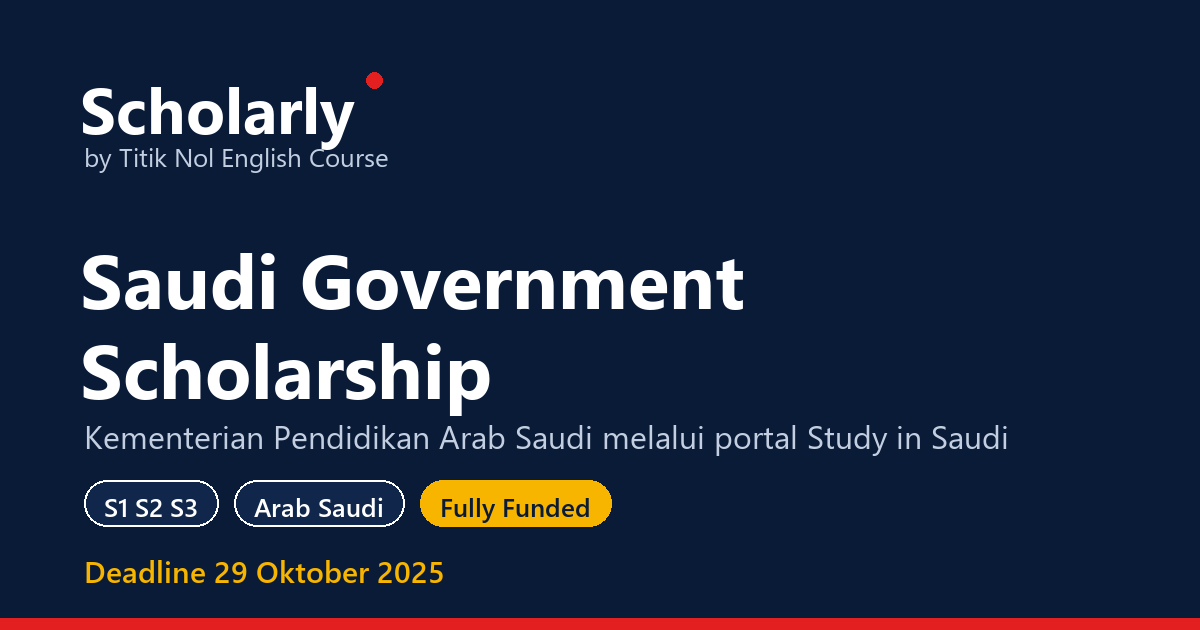 Scholarly
by Titik Nol English Course
Saudi Government
Scholarship
Kementerian Pendidikan Arab Saudi melalui portal Study in Saudi
S1 S2 S3
Arab Saudi
Fully Funded
Deadline 29 Oktober 2025